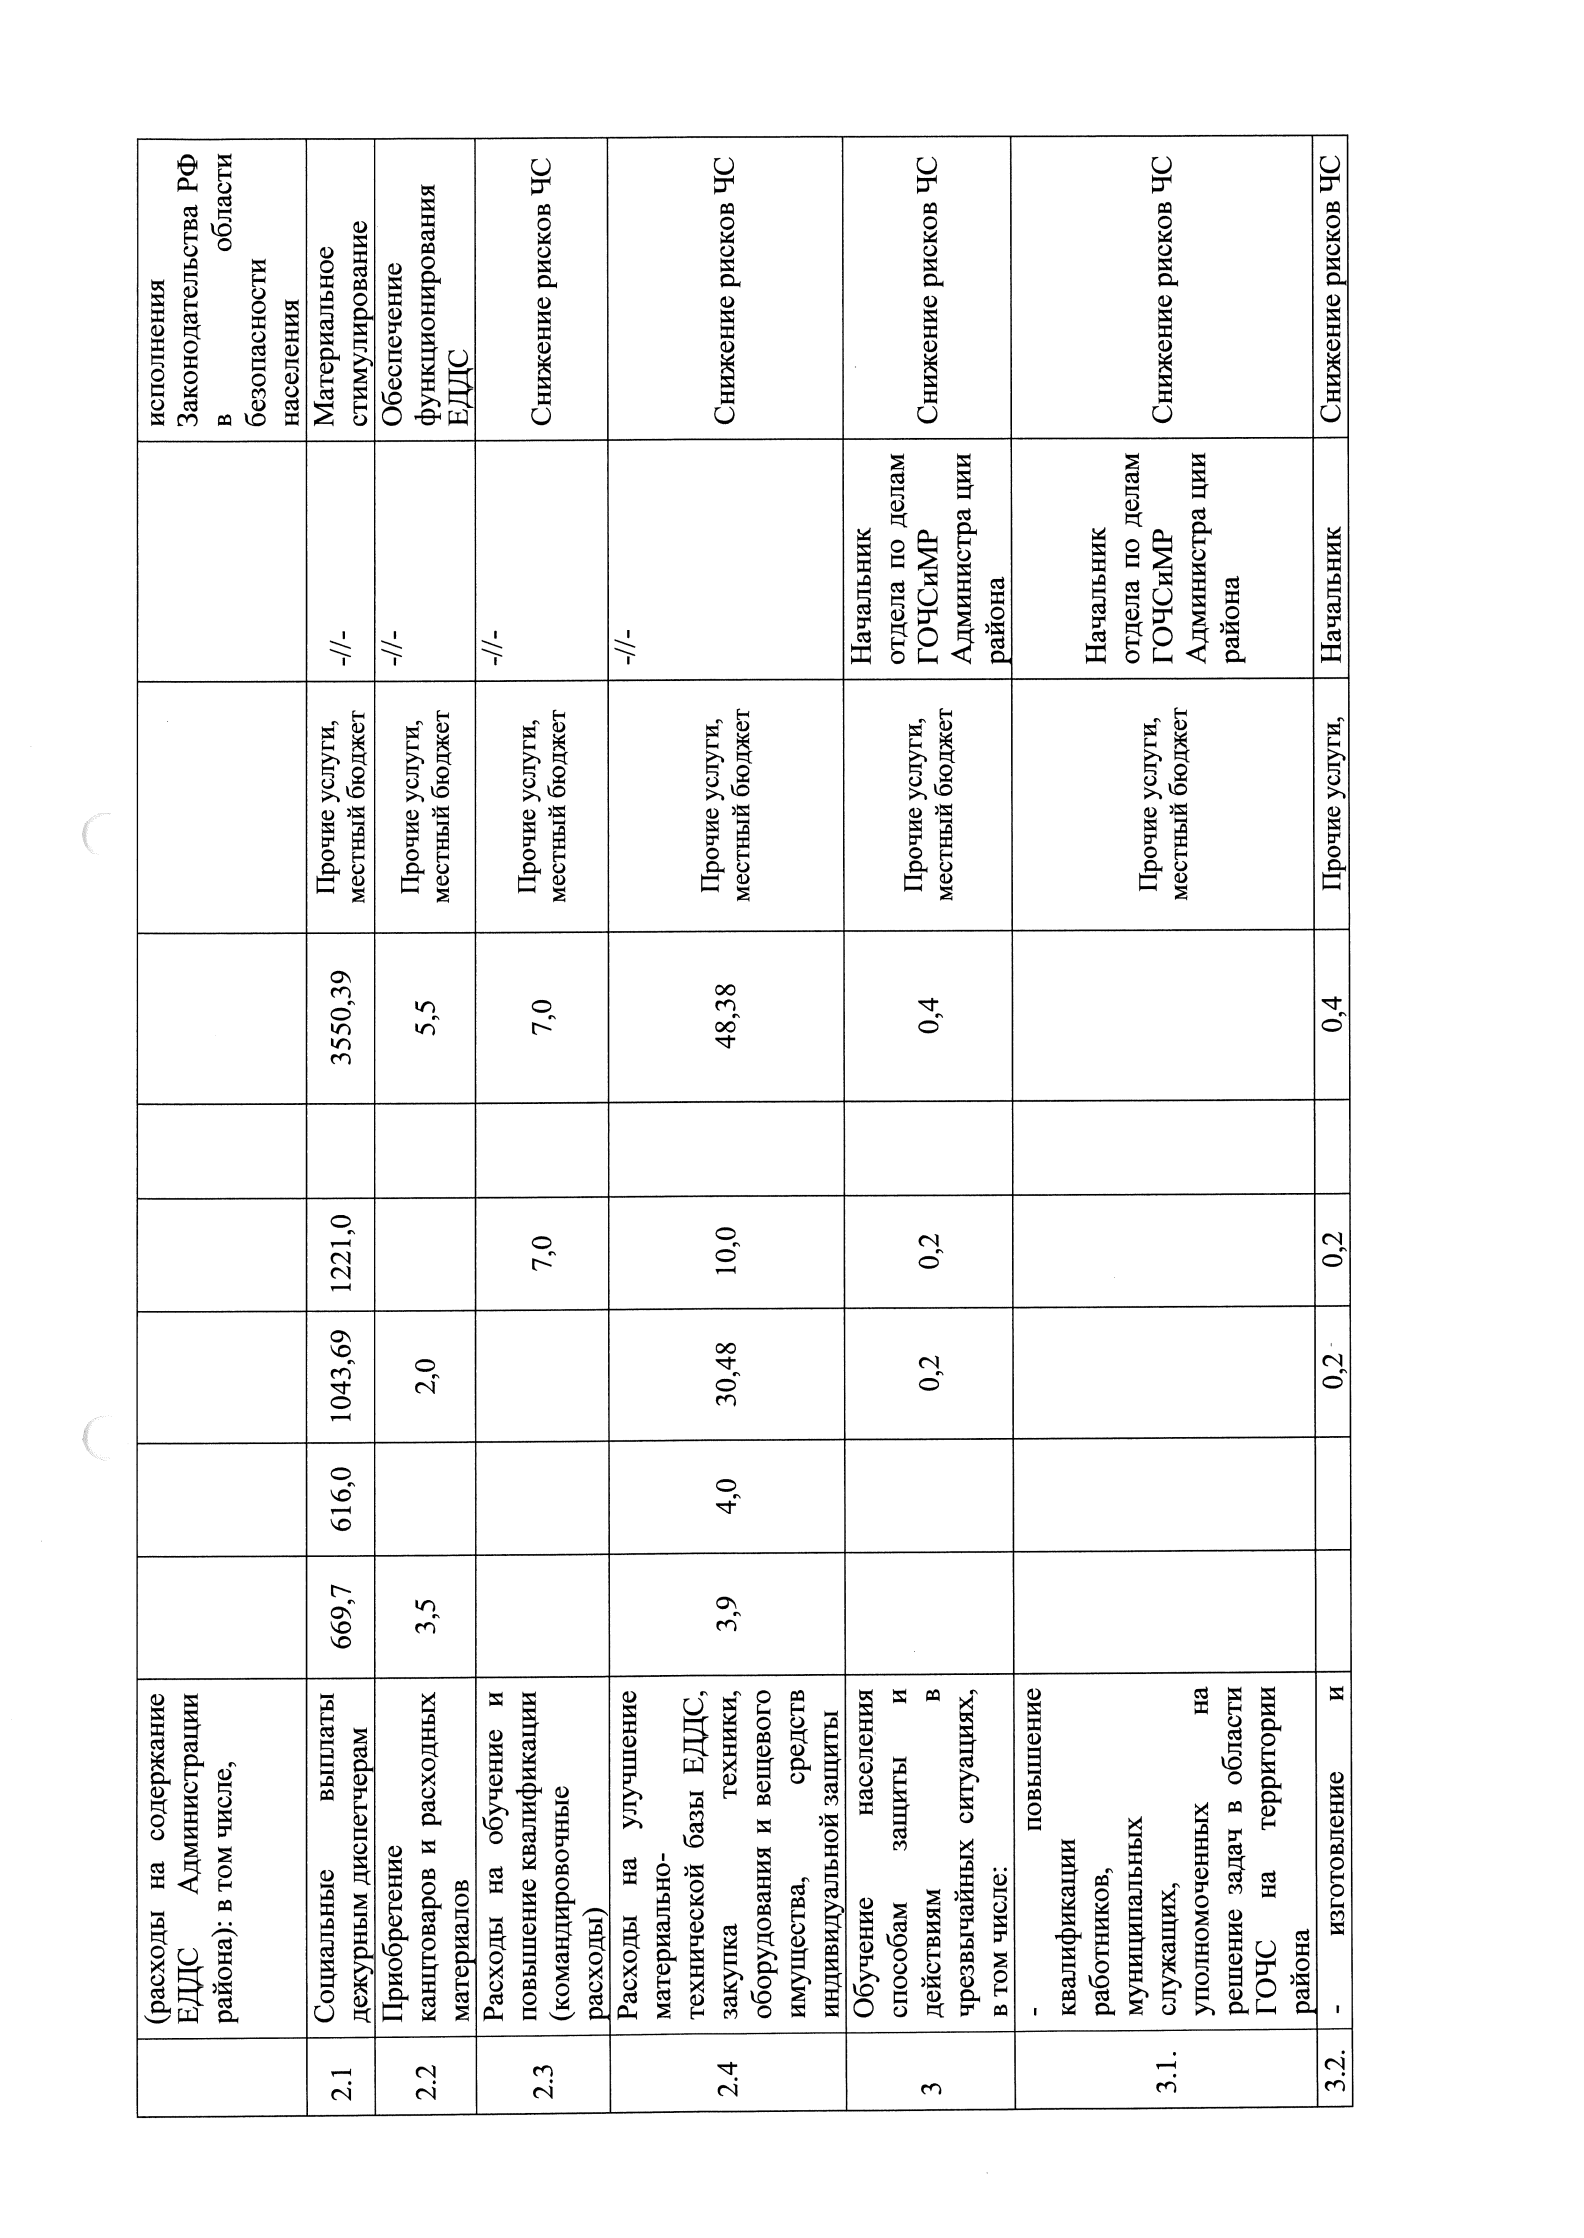 (расходы на содержание
ЕДДС Администрации
района): в том числе,
исполнения
Законодательства РФ
в области
безопасности
населения
2.1
Социальные выплаты
дежурным диспетчерам
669,7
616,0
1043,69
1221,0
3550,39
Прочие услуги,
местный бюджет
-//-
Материальное
стимулирование
2.2
Приобретение
канцтоваров и расходных
материалов
3,5
2,0
5,5
Прочие услуги,
местный бюджет
-//-
Обеспечение
функционирования
ЕДДС
2.3
Расходы на обучение и
повышение квалификации
(командировочные
расходы)
7,0
7,0
Прочие услуги,
местный бюджет
-//-
Снижение рисков ЧС
2.4
Расходы на улучшение
материально-
технической базы ЕДДС,
закупка техники,
оборудования и вещевого
имущества, средств
индивидуальной защиты
3,9
4,0
30,48
10,0
48,38
Прочие услуги,
местный бюджет
-//-
Снижение рисков ЧС
3
Обучение населения
способам защиты и
действиям в
чрезвычайных ситуациях,
в том числе:
0,2
0,2
0,4
Прочие услуги,
местный бюджет
Начальник
отдела по делам
ГОЧСиМР
Администра ции
района
Снижение рисков ЧС
3.1.
- повышение
квалификации
работников,
муниципальных
служащих,
уполномоченных на
решение задач в области
ГОЧС на территории
района
Прочие услуги,
местный бюджет
Начальник
отдела по делам
ГОЧСиМР
Администра ции
района
Снижение рисков ЧС
3.2.
- изготовление и
0,2
0,2
0,4
Прочие услуги,
Начальник
Снижение рисков ЧС